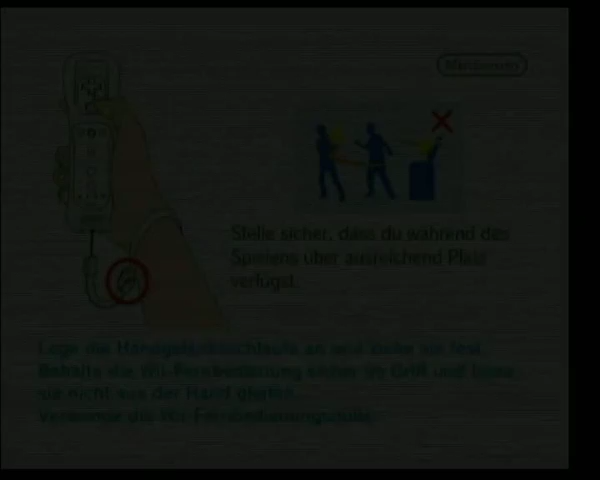 Stelle sicher, dass du während des
Spielens über ausreichend Platz
verfügst.
Lege die Handgelenksschlaufe an und ziehe sie fest.
Behalte die Wii-Fernbedienung sicher im Griff und lasse
sie nicht aus der Hand gleiten.
Verwende die Wii-Fernbedienungshülle.